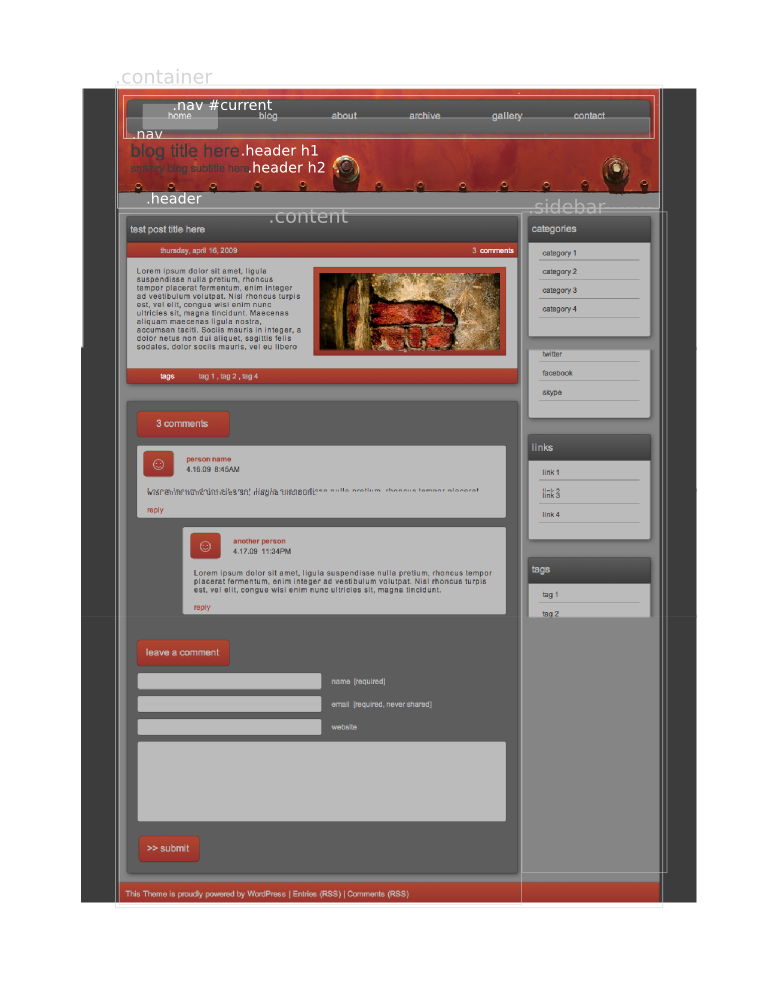 .container
.nav #current
home blog about archive gallery contact
.nav
blog title here .header h1
blog subtitle here .header h2
.header
.content
.sidebar
test post title here
thursday, april 16, 2009 3 comments
Lorem ipsum dolor sit amet, ligula
suspendisse nulla pretium, rhoncus
tempor placerat fermentum, enim integer
ad vestibulum volutpat. Nisl rhoncus turpis
est, vel elit, congue wisi enim nunc
ultricies sit, magna tincidunt. Maecenas
aliquam maecenas ligula nostra,
accumsan taciti. Sociis mauris in integer, a
dolor netus non dui aliquet, sagittis felis
sodales, dolor sociis mauris, vel eu libero
tags tag 1 , tag 2 , tag 4
3 comments
person name
4.16.09 8:45AM
nulla pretium, rhoncus tempor placerat
reply
another person
4.17.09 11:34PM
Lorem ipsum dolor sit amet, ligula suspendisse nulla pretium, rhoncus tempor
placerat fermentum, enim integer ad vestibulum volutpat. Nisl rhoncus turpis
est, vel elit, congue wisi enim nunc ultricies sit, magna tincidunt.
reply
leave a comment
name [required]
email [required, never shared]
website
>> submit
categories
category 1
category 2
category 3
category 4
twitter
facebook
skype
links
link 1
link 3
link 4
tags
tag 1
tag 2
This Theme is proudly powered by WordPress | Entries (RSS) | Comments (RSS)